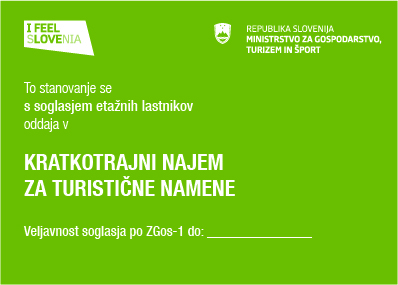 I FEEL
SLOVENIA
REPUBLIKA SLOVENIJA
MINISTRSTVO ZA GOSPODARSTVO,
TURIZEM IN ŠPORT
To stanovanje se
s soglasjem etažnih lastnikov
oddaja v
KRATKOTRAJNI NAJEM
ZA TURISTIČNE NAMENE
Veljavnost soglasja po ZGos-1 do: _______________